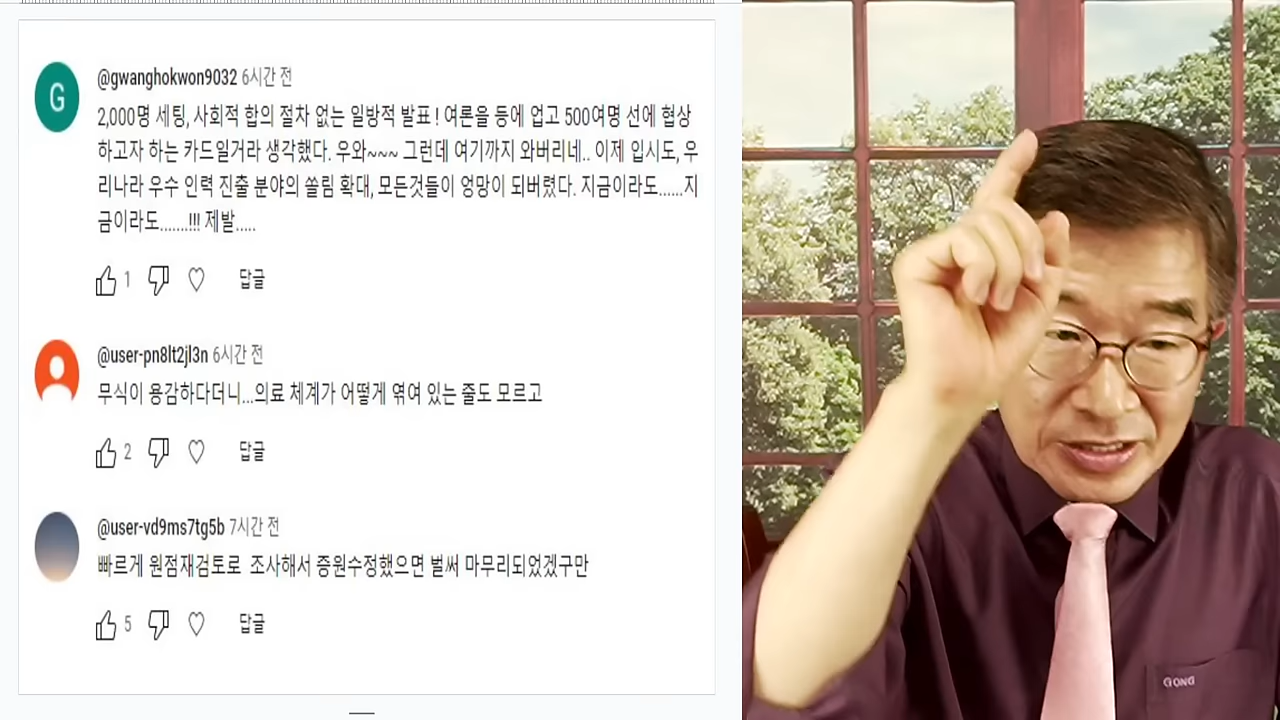 G
@gwanghokwon9032 6시간 전
2,000명 세팅, 사회적 합의 절차 없는 일방적 발표 ! 여론을 등에 업고 500여명 선에 협상
하고자 하는 카드일거라 생각했다. 우와~~~ 그런데 여기까지 와버리네.. 이제 입시도, 우
리나라 우수 인력 진출 분야의 쏠림 확대, 모든것들이 엉망이 되버렸다. 지금이라도......지
금이라도........!!! 제발.....
1 답글
@user-pn8lt2jl3n 6시간 전
무식이 용감하다더니...의료 체계가 어떻게 엮여 있는 줄도 모르고
2 답글
@user-vd9ms7tg5b 7시간 전
빠르게 원점재검토로 조사해서 증원수정했으면 벌써 마무리되었겠구만
5 답글
GONG